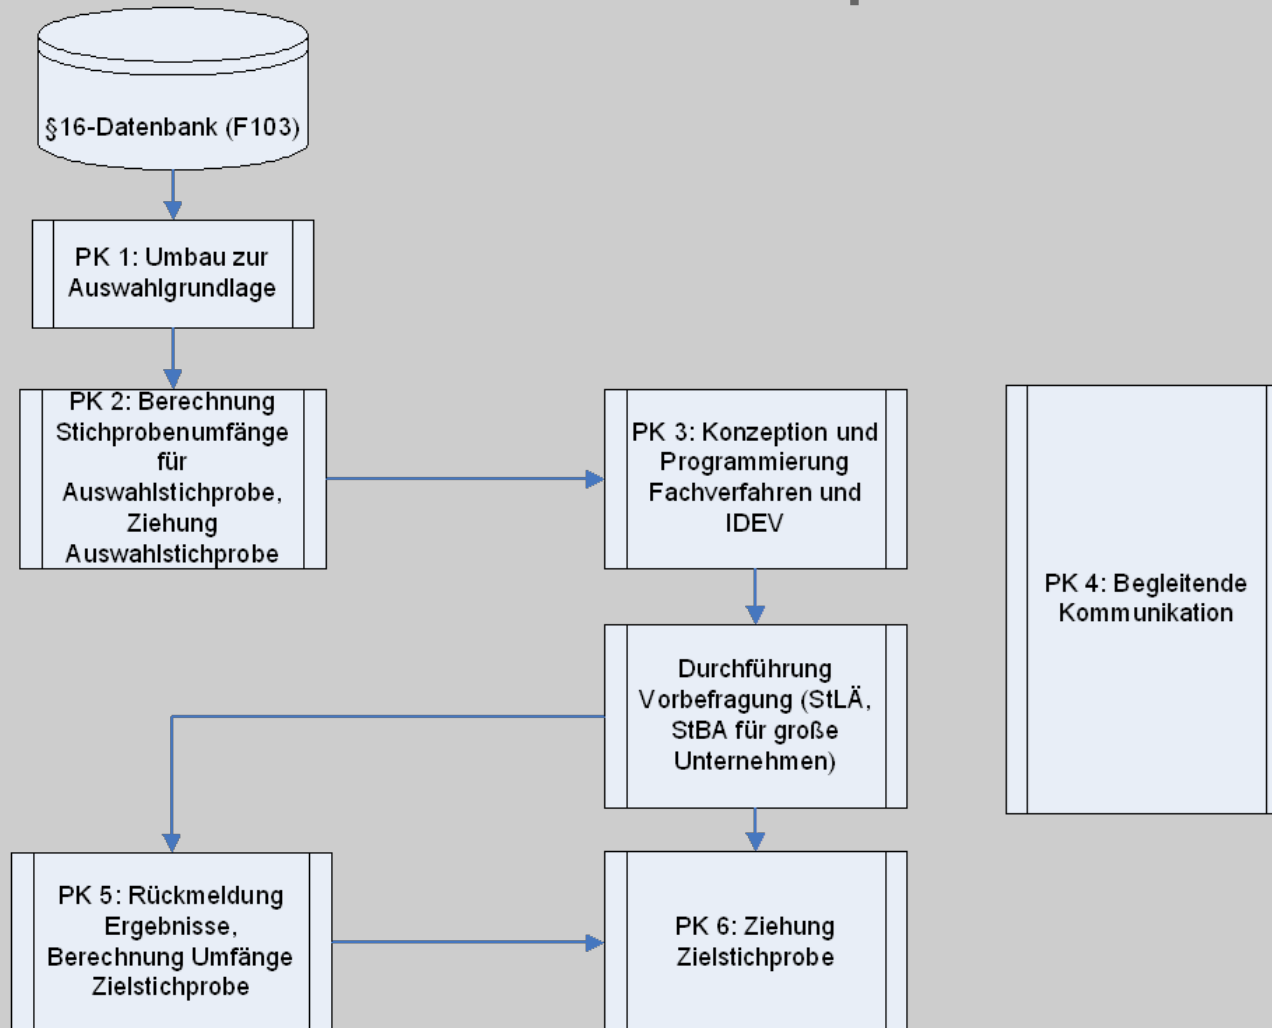 §16-Datenbank (F103)
PK 1: Umbau zur
Auswahlgrundlage
PK 2: Berechnung
Stichprobenumfänge
für
Auswahlstichprobe,
Ziehung
Auswahlstichprobe
PK 3: Konzeption und
Programmierung
Fachverfahren und
IDEV
PK 4: Begleitende
Kommunikation
Durchführung
Vorbefragung (StLÄ,
StBA für große
Unternehmen)
PK 5: Rückmeldung
Ergebnisse,
Berechnung Umfänge
Zielstichprobe
PK 6: Ziehung
Zielstichprobe